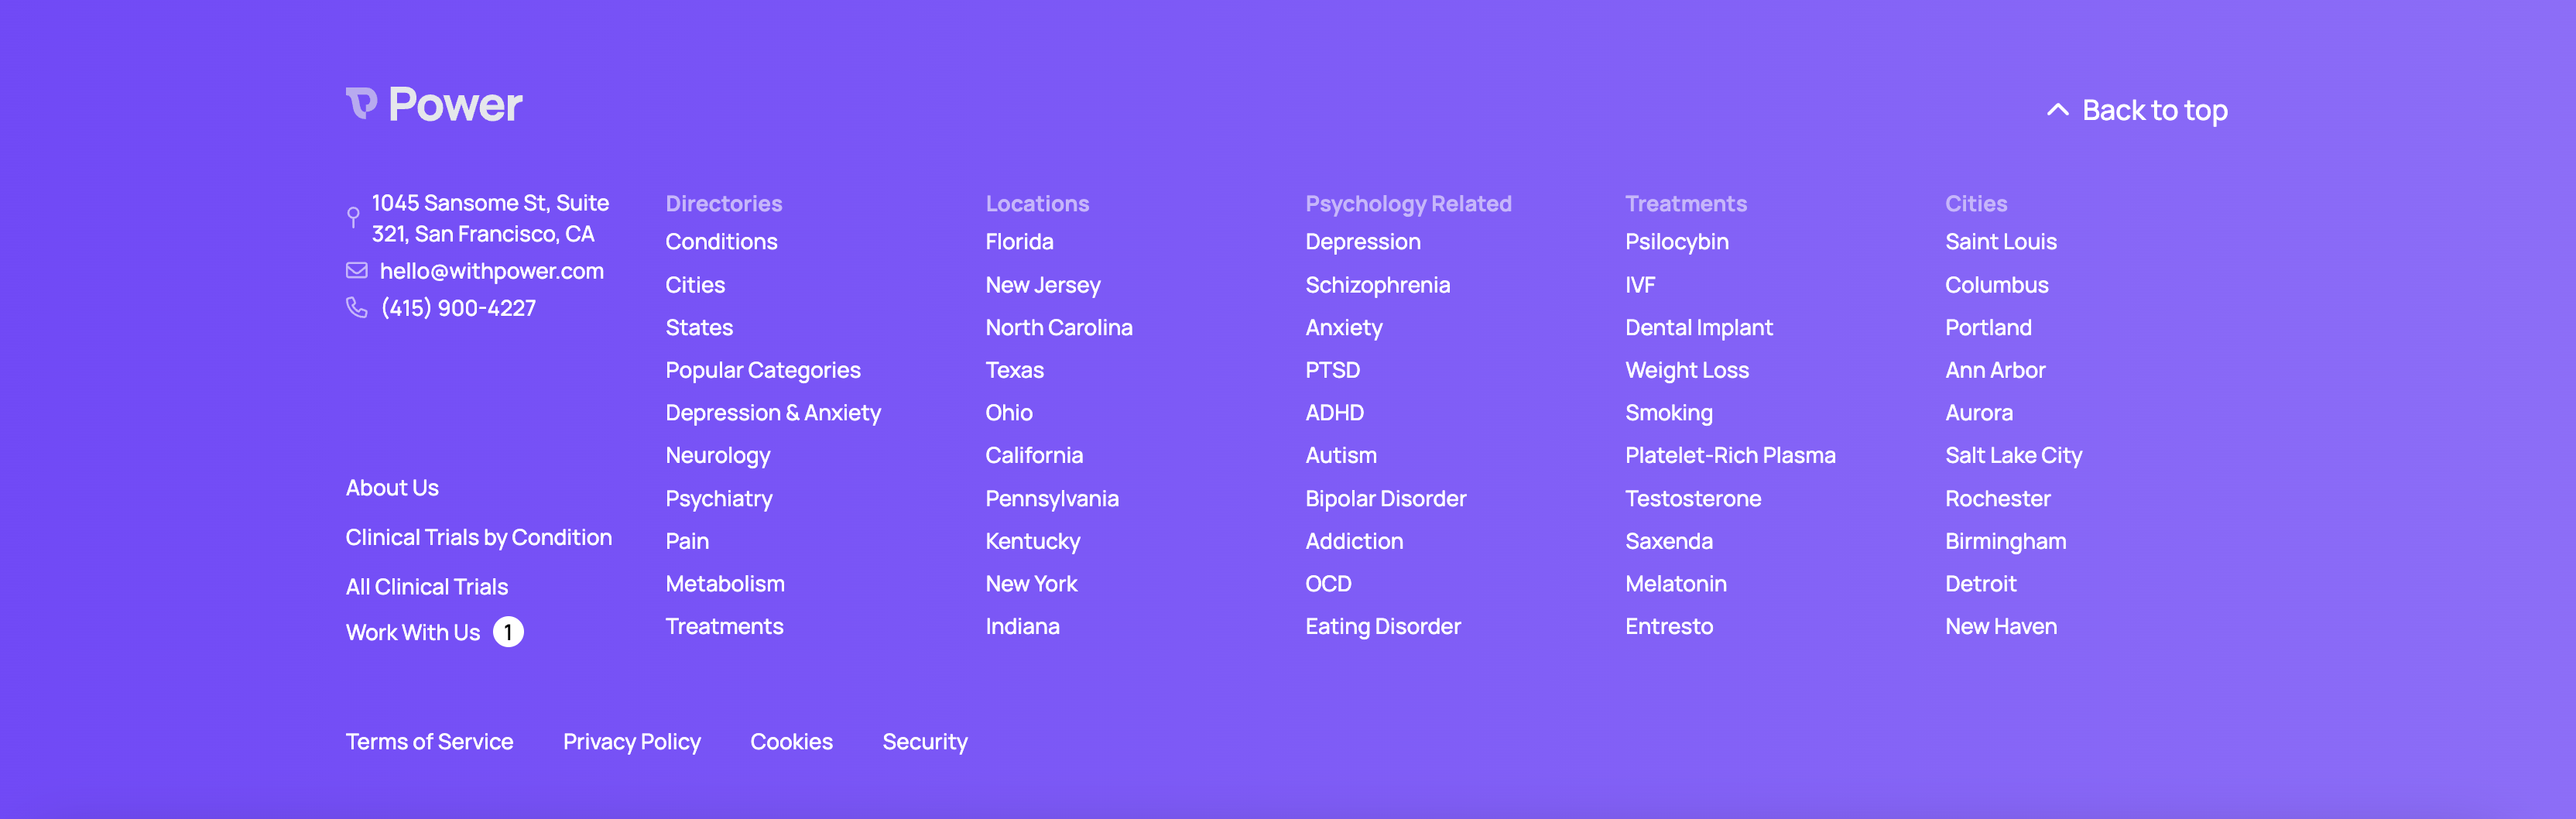 Power
Back to top
1045 Sansome St, Suite
321, San Francisco, CA
hello@withpower.com
(415) 900-4227
About Us
Clinical Trials by Condition
All Clinical Trials
Work With Us 1
Directories
Conditions
Cities
States
Popular Categories
Depression & Anxiety
Neurology
Psychiatry
Pain
Metabolism
Treatments
Locations
Florida
New Jersey
North Carolina
Texas
Ohio
California
Pennsylvania
Kentucky
New York
Indiana
Psychology Related
Depression
Schizophrenia
Anxiety
PTSD
ADHD
Autism
Bipolar Disorder
Addiction
OCD
Eating Disorder
Treatments
Psilocybin
IVF
Dental Implant
Weight Loss
Smoking
Platelet-Rich Plasma
Testosterone
Saxenda
Melatonin
Entresto
Cities
Saint Louis
Columbus
Portland
Ann Arbor
Aurora
Salt Lake City
Rochester
Birmingham
Detroit
New Haven
Terms of Service Privacy Policy Cookies Security